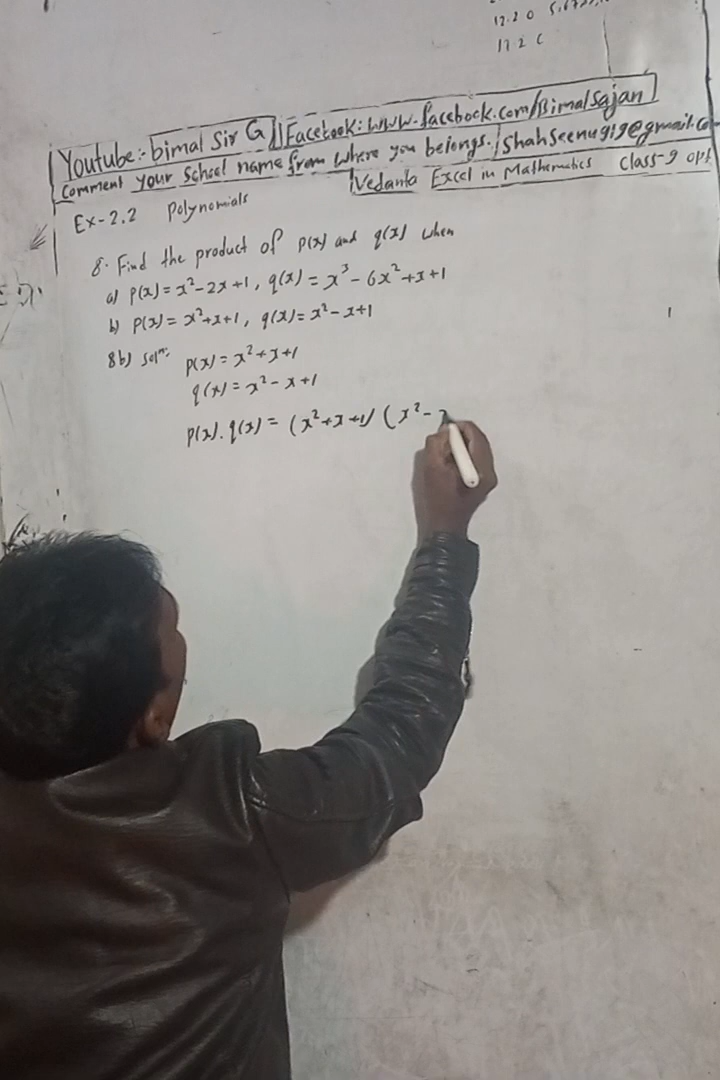 12.2 0
12 2 C
Youtube:- bimal Sir G || Facebook: www.facebook.com/Bimalsajan
Comment your school name from where you belongs. | Shahseenu919@gmail.co
Vedanta Excel in Mathematics Class-9 opt
Ex-2.2 Polynomials
8. Find the product of p(x) and q(x) when
a) p(x) = x²-2x+1, q(x) = x³-6x²+x+1
b) p(x) = x²+x+1, q(x) = x²-x+1
8b) solⁿ: p(x) = x²+x+1
q(x) = x²-x+1
p(x). q(x) = (x²+x+1) (x²-